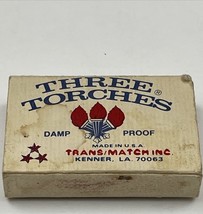 THREE
TORCHES®
DAMP PROOF
MADE IN U.S.A
TRANS/MATCH INC.
KENNER, LA. 70063